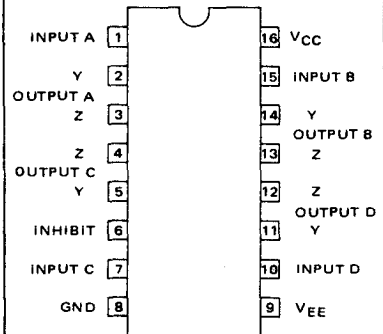 INPUT A 1 16 VCC
Y 2 15 INPUT B
OUTPUT A 14 Y
Z 3 OUTPUT B
13 Z
Z 4
OUTPUT C 12 Z
Y 5 OUTPUT D
11 Y
INHIBIT 6
INPUT C 7 10 INPUT D
GND 8 9 VEE